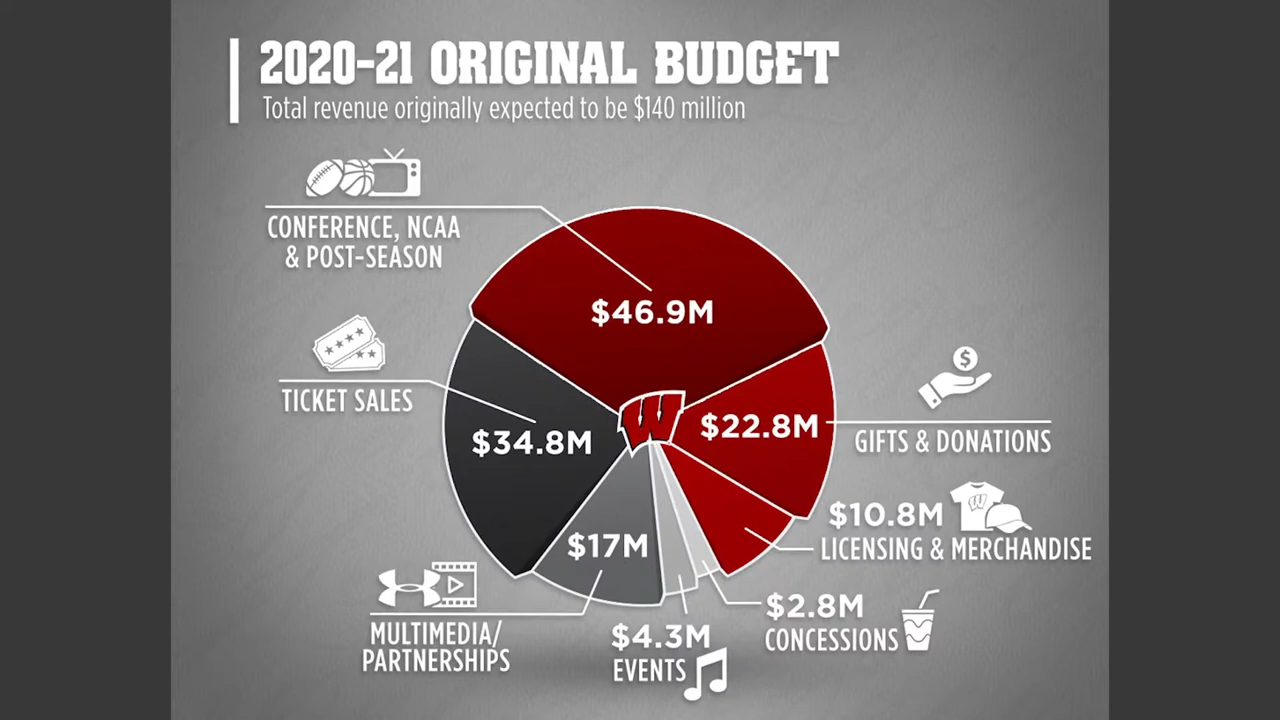 2020-21 ORIGINAL BUDGET
Total revenue originally expected to be $140 million
CONFERENCE, NCAA
& POST-SEASON
$46.9M
TICKET SALES
$34.8M
W
$22.8M
GIFTS & DONATIONS
$10.8M
W
LICENSING & MERCHANDISE
$17M
MULTIMEDIA/
PARTNERSHIPS
$4.3M
EVENTS
$2.8M
CONCESSIONS
$